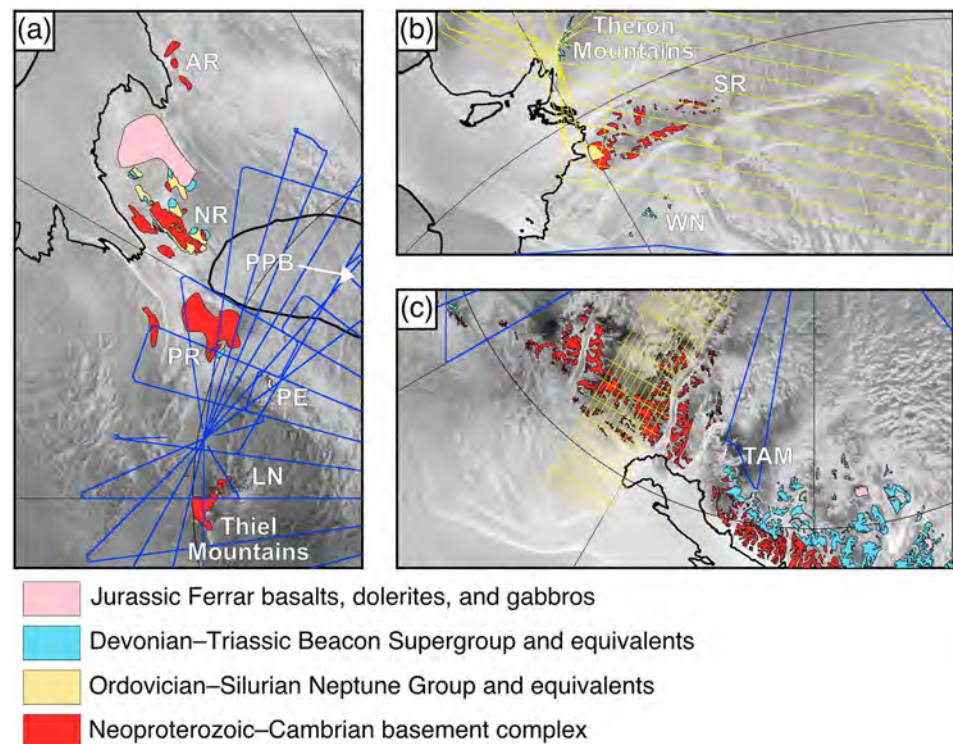 (a)
AR
NR
PPB
PR
PE
LN
Thiel
Mountains
(b)
Theron
Mountains
SR
WN
(c)
TAM
Jurassic Ferrar basalts, dolerites, and gabbros
Devonian–Triassic Beacon Supergroup and equivalents
Ordovician–Silurian Neptune Group and equivalents
Neoproterozoic–Cambrian basement complex